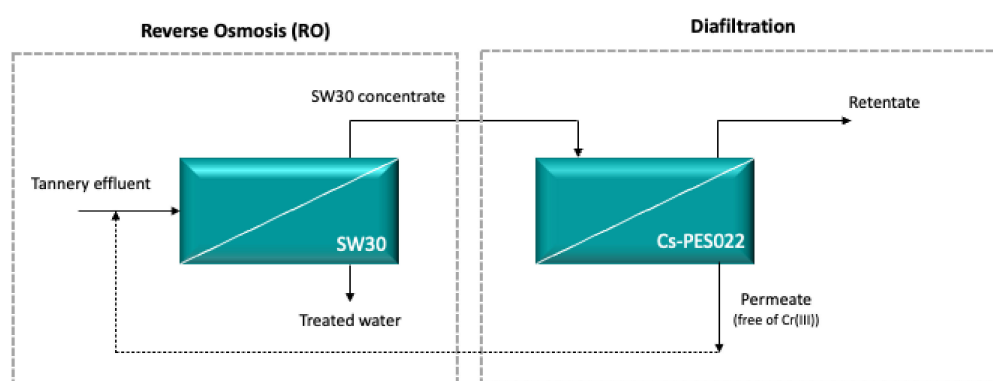 Reverse Osmosis (RO)
Diafiltration
SW30 concentrate
Retentate
Tannery effluent
SW30
Cs-PES022
Treated water
Permeate
(free of Cr(III))